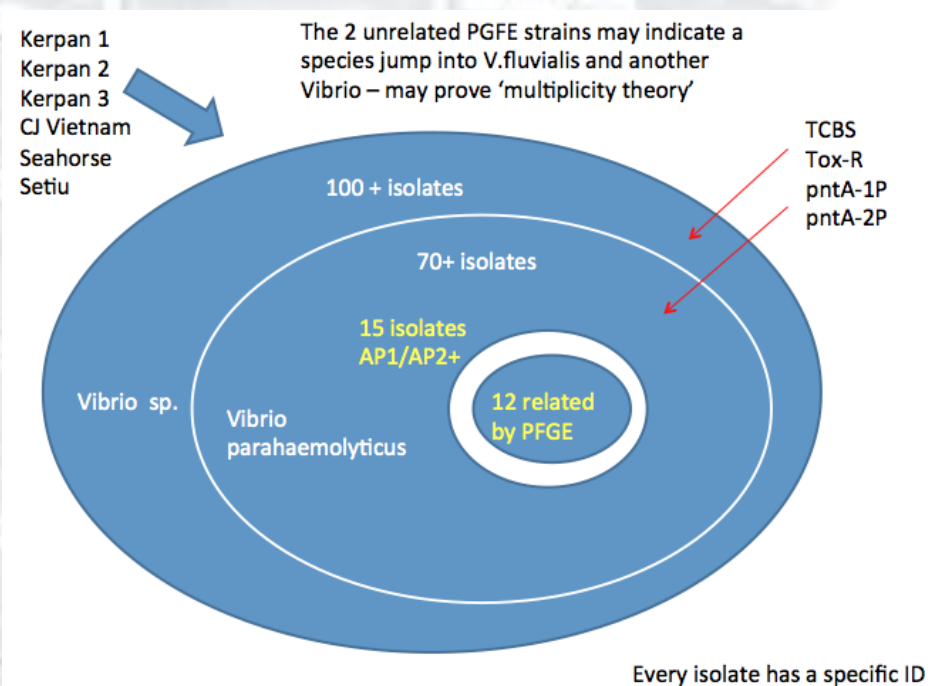 Kerpan 1
Kerpan 2
Kerpan 3
CJ Vietnam
Seahorse
Setiu
The 2 unrelated PGFE strains may indicate a
species jump into V.fluvialis and another
Vibrio – may prove ‘multiplicity theory’
TCBS
Tox-R
pntA-1P
pntA-2P
100 + isolates
70+ isolates
15 isolates
AP1/AP2+
12 related
by PFGE
Vibrio sp.
Vibrio
parahaemolyticus
Every isolate has a specific ID